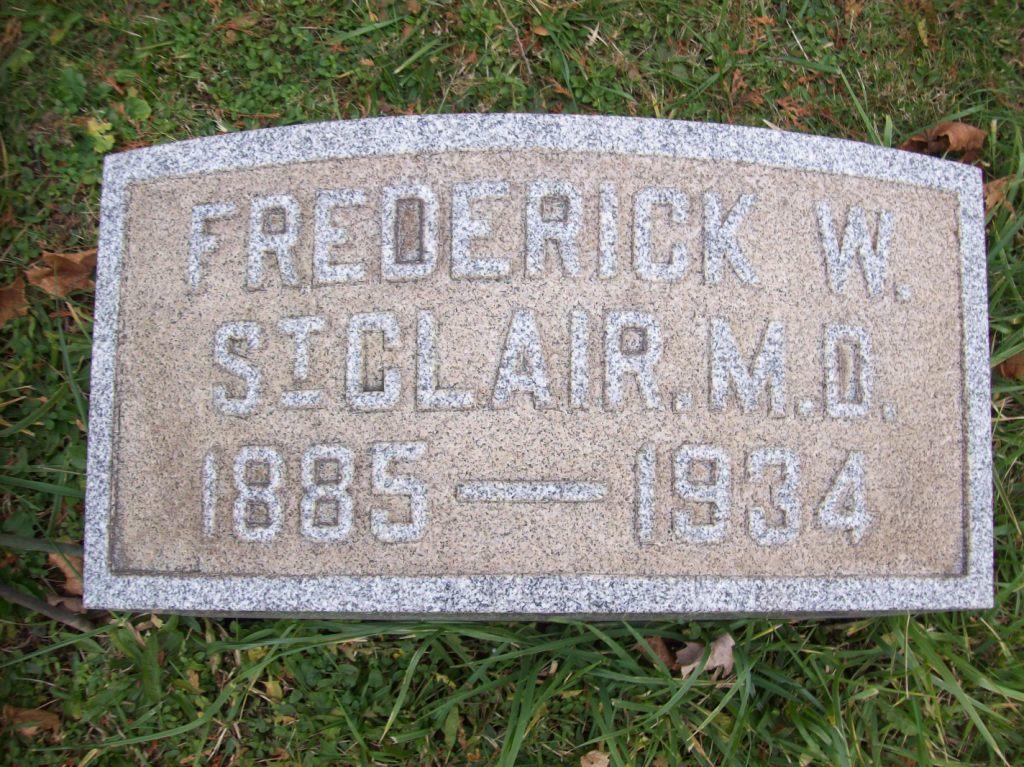 FREDERICK W.
ST CLAIR. M.D.
1885 — 1934